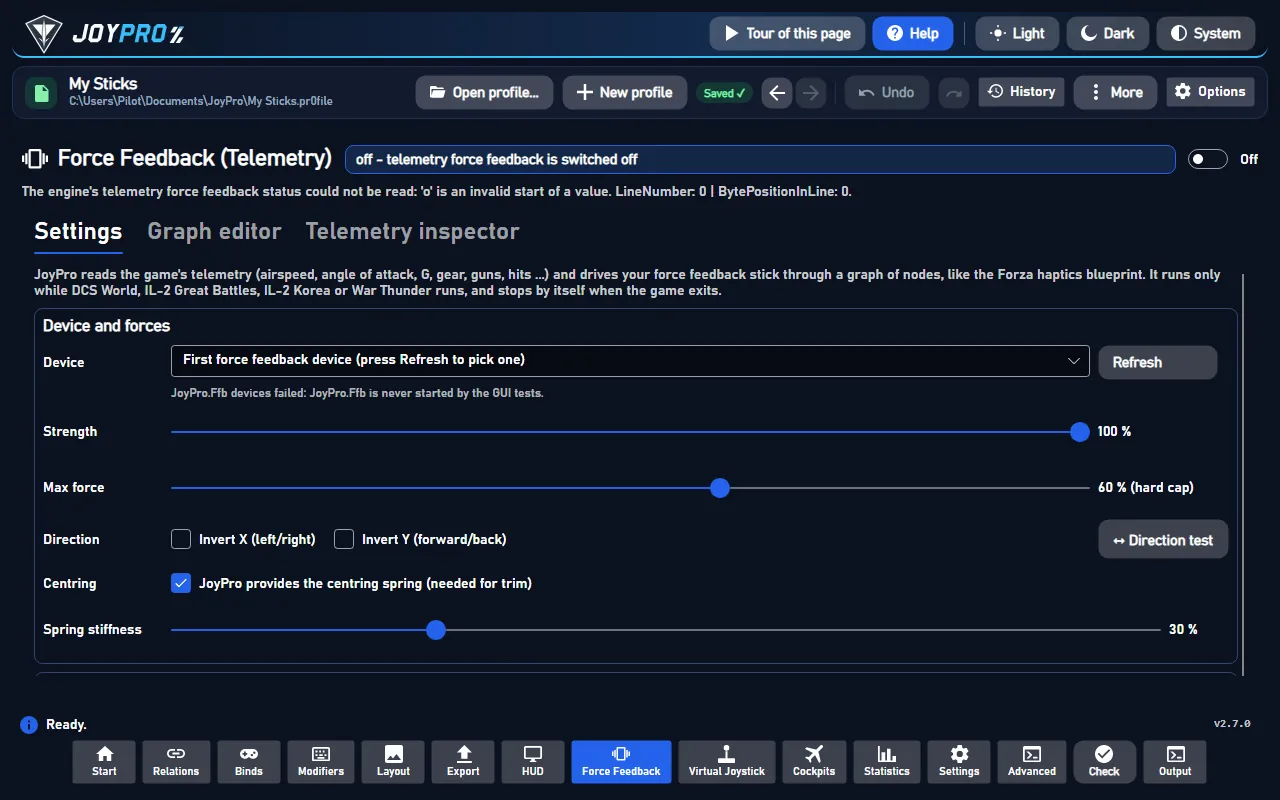 JOYPRO
Tour of this page
Help
Light
Dark
System
My Sticks
C:\Users\Pilot\Documents\JoyPro\My Sticks.pr0file
Open profile...
New profile
Saved ✓
Undo
History
More
Options
Force Feedback (Telemetry)
off - telemetry force feedback is switched off
Off
The engine's telemetry force feedback status could not be read: 'o' is an invalid start of a value. LineNumber: 0 | BytePositionInLine: 0.
Settings
Graph editor
Telemetry inspector
JoyPro reads the game's telemetry (airspeed, angle of attack, G, gear, guns, hits ...) and drives your force feedback stick through a graph of nodes, like the Forza haptics blueprint. It runs only
while DCS World, IL-2 Great Battles, IL-2 Korea or War Thunder runs, and stops by itself when the game exits.
Device and forces
Device
First force feedback device (press Refresh to pick one)
Refresh
JoyPro.Ffb devices failed: JoyPro.Ffb is never started by the GUI tests.
Strength
100 %
Max force
60 % (hard cap)
Direction
Invert X (left/right)
Invert Y (forward/back)
↔ Direction test
Centring
JoyPro provides the centring spring (needed for trim)
Spring stiffness
30 %
Ready.
v2.7.0
Start
Relations
Binds
Modifiers
Layout
Export
HUD
Force Feedback
Virtual Joystick
Cockpits
Statistics
Settings
Advanced
Check
Output